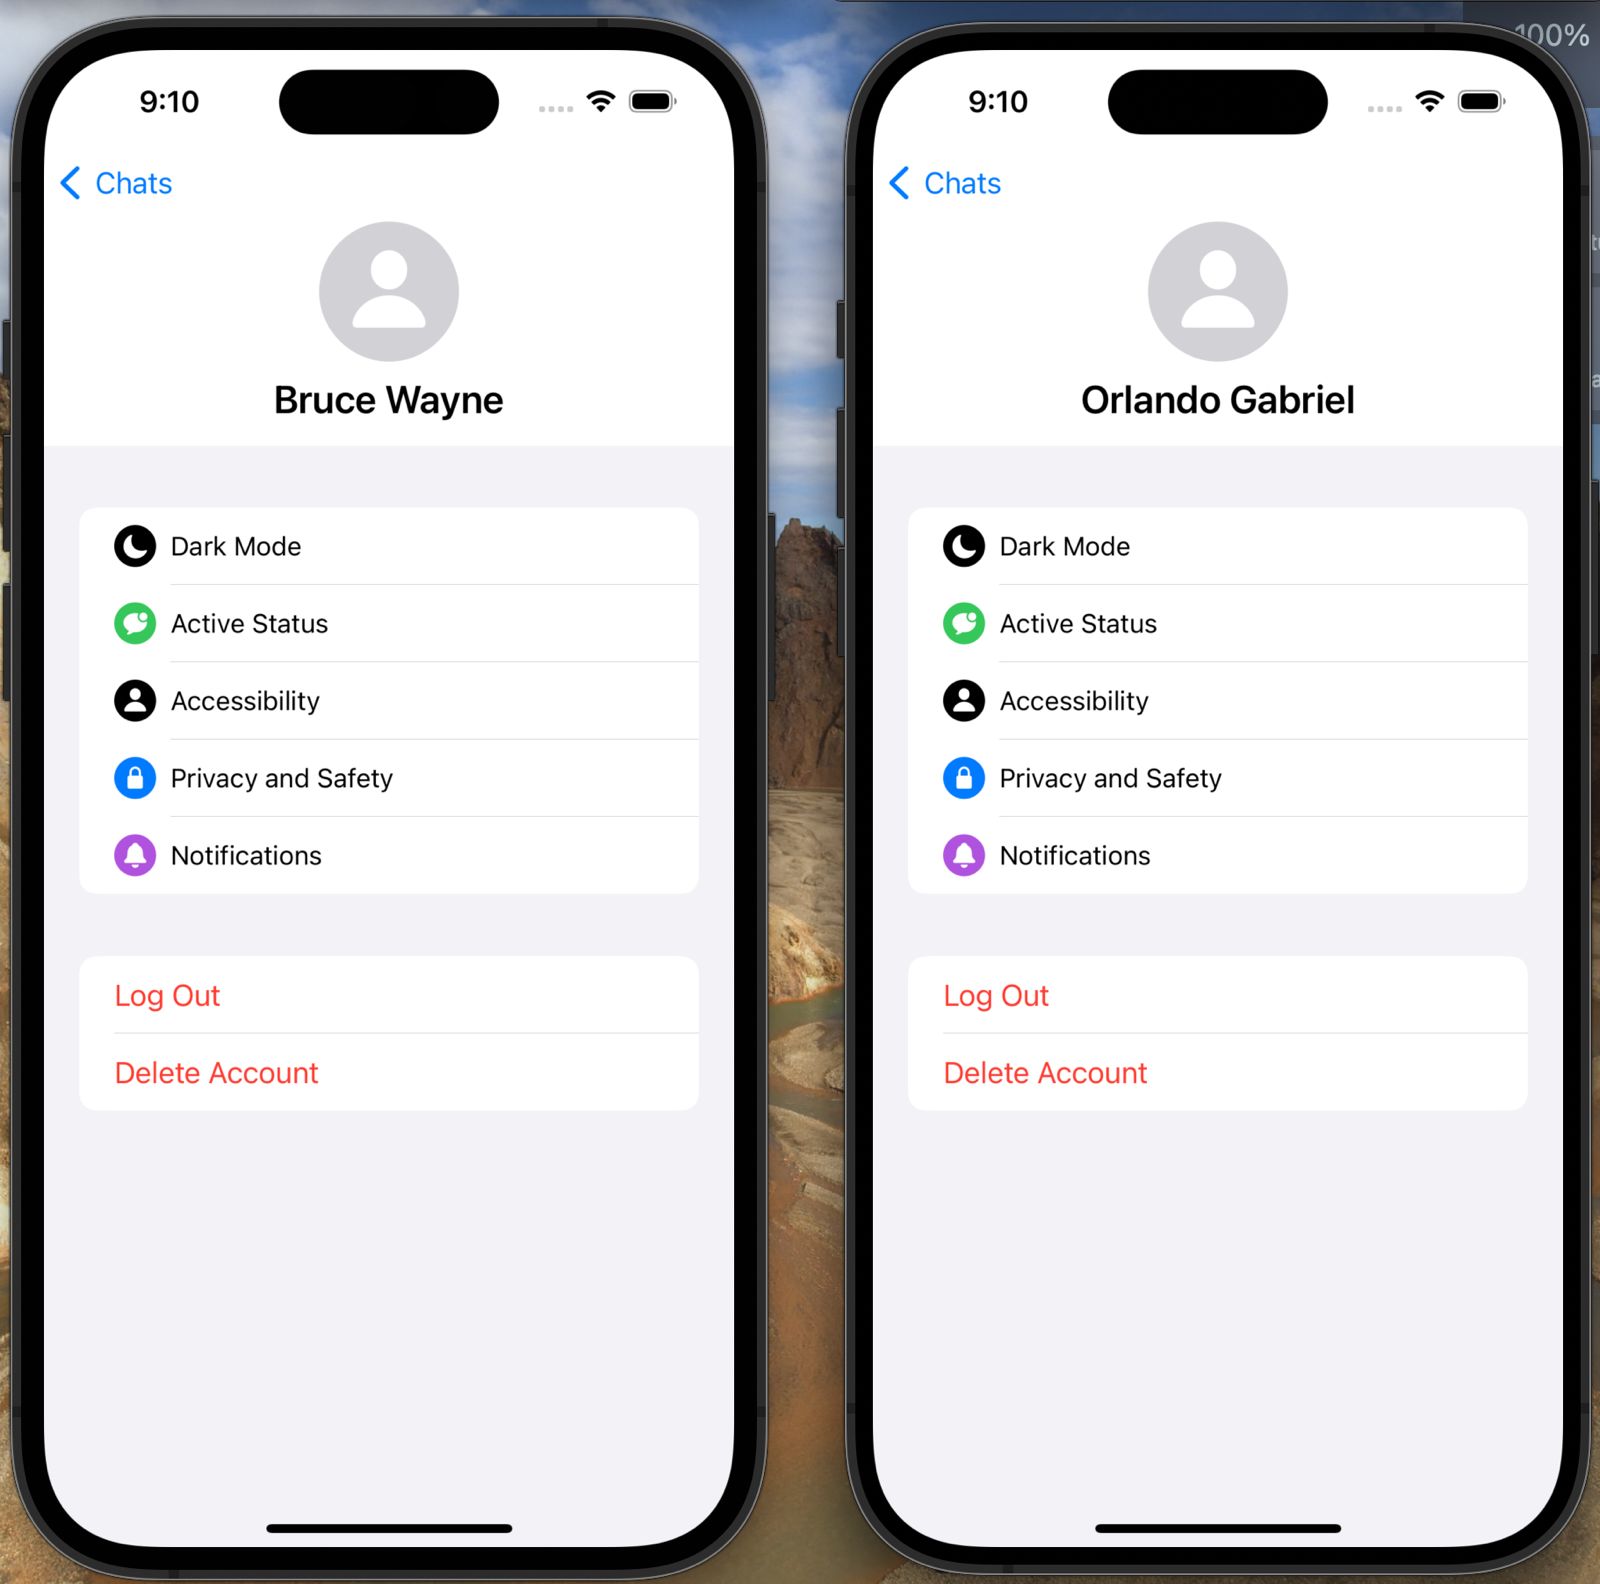 9:10
Chats
Bruce Wayne
Dark Mode
Active Status
Accessibility
Privacy and Safety
Notifications
Log Out
Delete Account
100%
9:10
Chats
Orlando Gabriel
Dark Mode
Active Status
Accessibility
Privacy and Safety
Notifications
Log Out
Delete Account